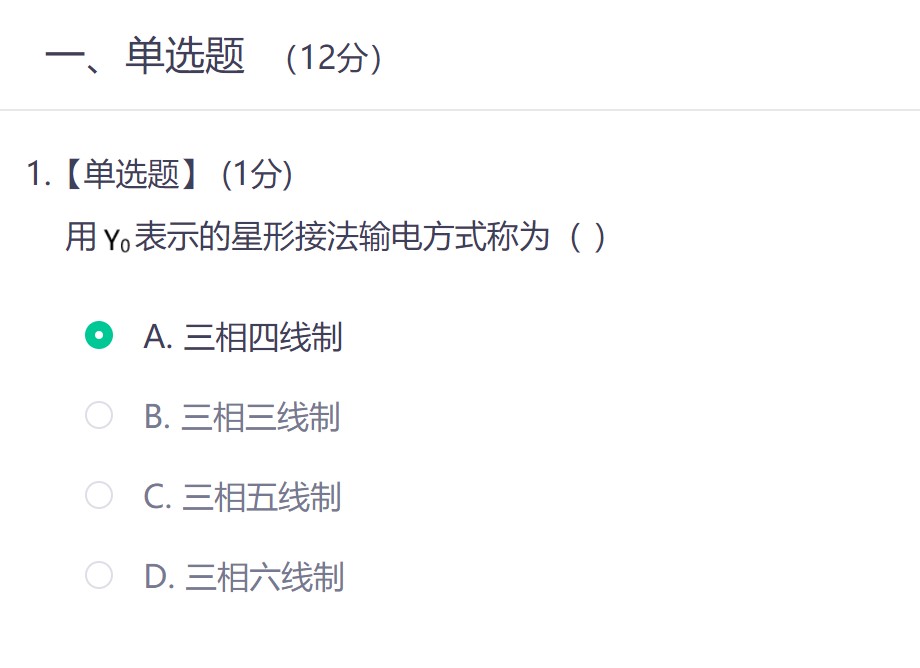 一、单选题 （12分）
1.【单选题】 (1分)
用Y₀表示的星形接法输电方式称为（ ）
A. 三相四线制
B. 三相三线制
C. 三相五线制
D. 三相六线制